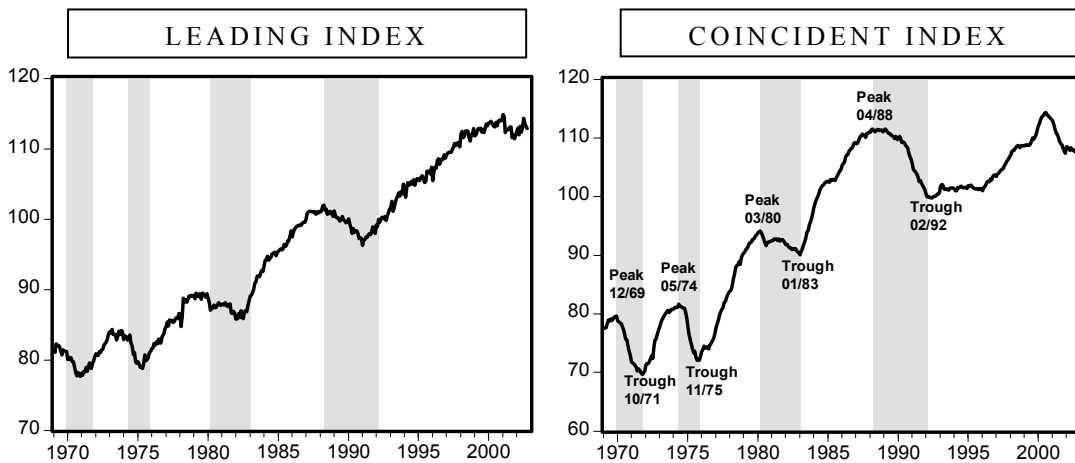 LEADING INDEX
120
110
100
90
80
70
1970 1975 1980 1985 1990 1995 2000
COINCIDENT INDEX
120
110
100
90
80
70
60
Peak
12/69
Trough
10/71
Peak
05/74
Trough
11/75
Peak
03/80
Trough
01/83
Peak
04/88
Trough
02/92
1970 1975 1980 1985 1990 1995 2000